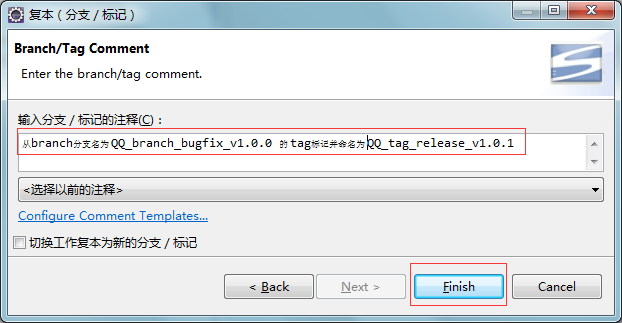 复本（分支 / 标记）
Branch/Tag Comment
Enter the branch/tag comment.
输入分支 / 标记的注释(C)：
从branch分支名为QQ_branch_bugfix_v1.0.0 的tag标记并命名为QQ_tag_release_v1.0.1
<选择以前的注释>
Configure Comment Templates...
切换工作复本为新的分支 / 标记
< Back
Next >
Finish
Cancel